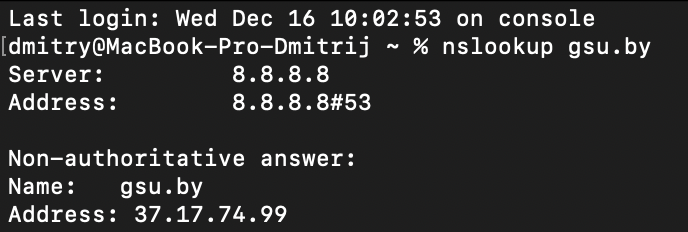 Last login: Wed Dec 16 10:02:53 on console
[dmitry@MacBook-Pro-Dmitrij ~ % nslookup gsu.by
Server:		8.8.8.8
Address:	8.8.8.8#53

Non-authoritative answer:
Name:	gsu.by
Address: 37.17.74.99